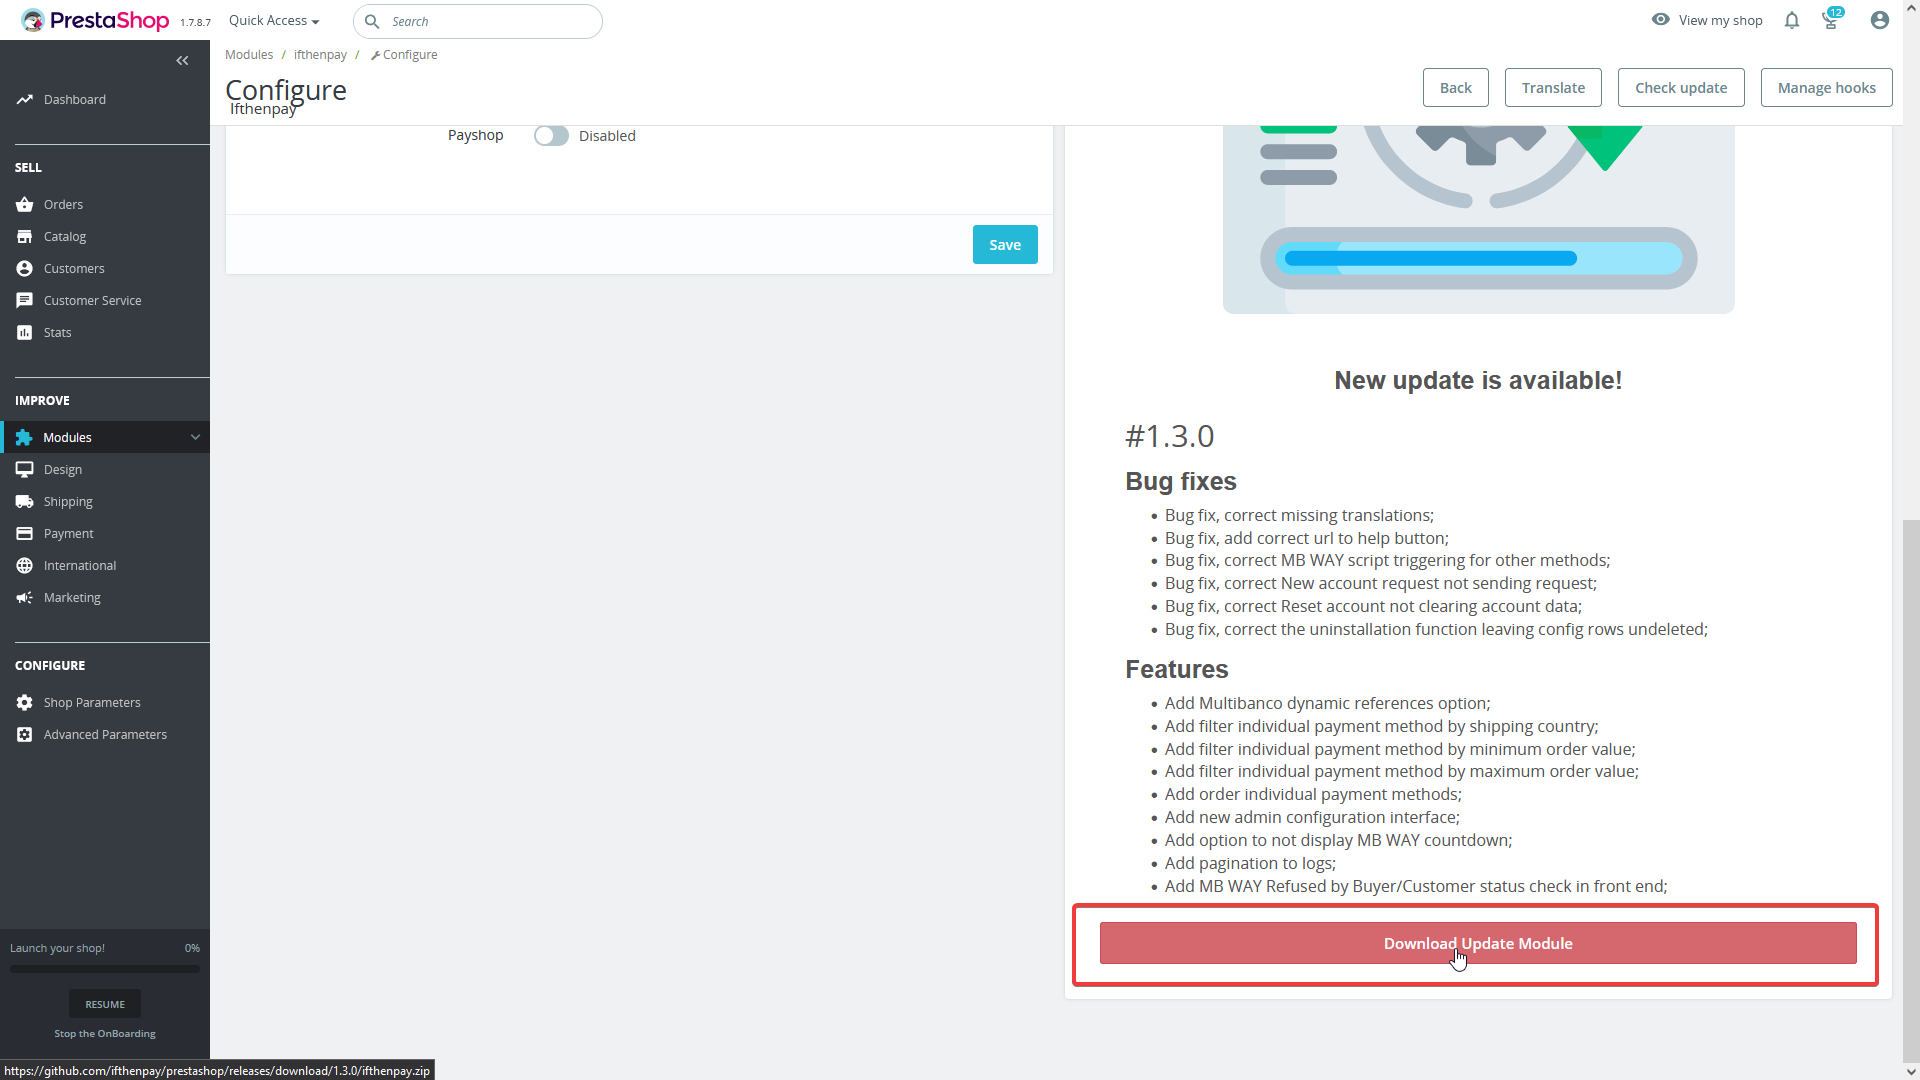 PrestaShop 1.7.8.7 Quick Access Search View my shop 12
Modules / ifthenpay / Configure
Configure
Ifthenpay
Back Translate Check update Manage hooks
Dashboard
SELL
Orders
Catalog
Customers
Customer Service
Stats
IMPROVE
Modules
Design
Shipping
Payment
International
Marketing
CONFIGURE
Shop Parameters
Advanced Parameters
Launch your shop! 0%
RESUME
Stop the OnBoarding
Payshop Disabled
Save
New update is available!
#1.3.0
Bug fixes
• Bug fix, correct missing translations;
• Bug fix, add correct url to help button;
• Bug fix, correct MB WAY script triggering for other methods;
• Bug fix, correct New account request not sending request;
• Bug fix, correct Reset account not clearing account data;
• Bug fix, correct the uninstallation function leaving config rows undeleted;
Features
• Add Multibanco dynamic references option;
• Add filter individual payment method by shipping country;
• Add filter individual payment method by minimum order value;
• Add filter individual payment method by maximum order value;
• Add order individual payment methods;
• Add new admin configuration interface;
• Add option to not display MB WAY countdown;
• Add pagination to logs;
• Add MB WAY Refused by Buyer/Customer status check in front end;
Download Update Module
https://github.com/ifthenpay/prestashop/releases/download/1.3.0/ifthenpay.zip